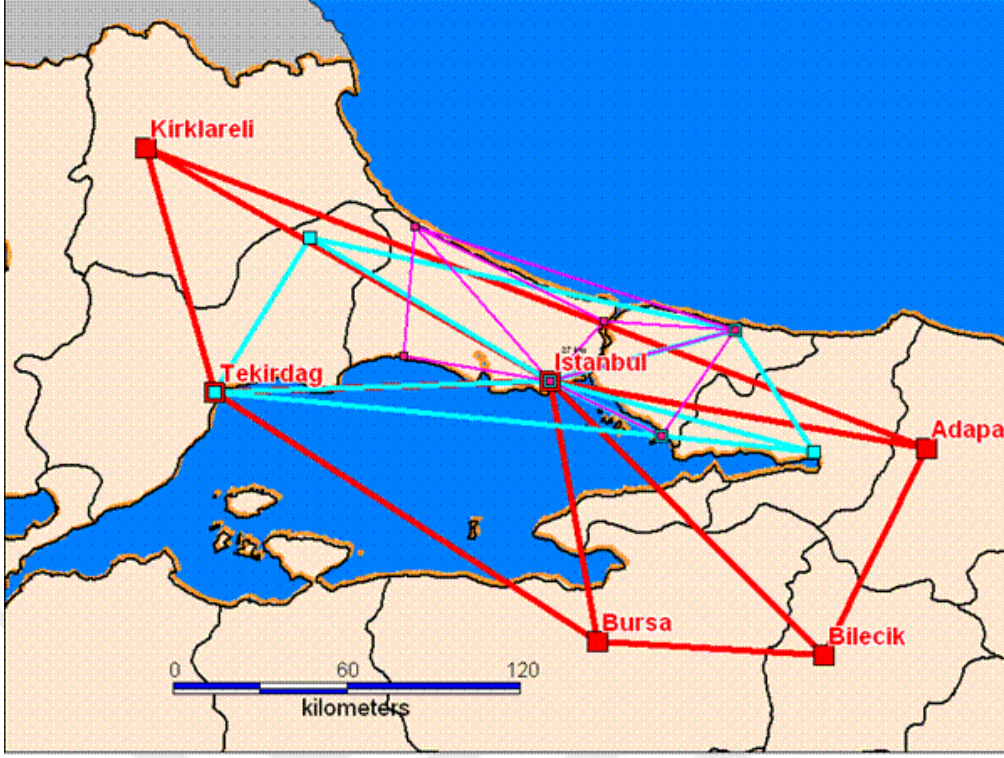 Kirklareli
Istanbul
Tekirdag
Adapa
Bursa
Bilecik
0 60 120
kilometers